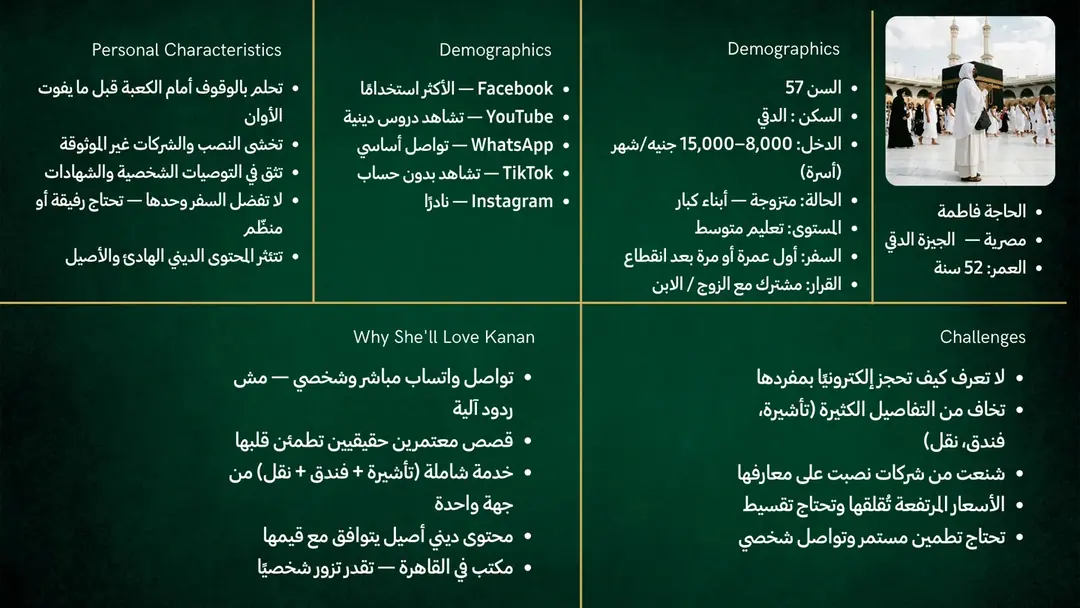 الحاجة فاطمة
مصرية — الجيزة الدقي
العمر: 52 سنة
Demographics
السن 57
السكن : الدقي
الدخل: 8,000–15,000 جنيه/شهر
(أسرة)
الحالة: متزوجة — أبناء كبار
المستوى: تعليم متوسط
السفر: أول عمرة أو مرة بعد انقطاع
القرار: مشترك مع الزوج / الابن
Demographics
Facebook — الأكثر استخدامًا
YouTube — تشاهد دروس دينية
WhatsApp — تواصل أساسي
TikTok — تشاهد بدون حساب
Instagram — نادرًا
Personal Characteristics
تحلم بالوقوف أمام الكعبة قبل ما يفوت
الأوان
تخشى النصب والشركات غير الموثوقة
تثق في التوصيات الشخصية والشهادات
لا تفضل السفر وحدها — تحتاج رفيقة أو
منظّم
تتئثر المحتوى الديني الهادئ والأصيل
Challenges
لا تعرف كيف تحجز إلكترونيًا بمفردها
تخاف من التفاصيل الكثيرة (تأشيرة،
فندق، نقل)
شنعت من شركات نصبت على معارفها
الأسعار المرتفعة تُقلقها وتحتاج تقسيط
تحتاج تطمين مستمر وتواصل شخصي
Why She'll Love Kanan
تواصل واتساب مباشر وشخصي — مش
ردود آلية
قصص معتمرين حقيقيين تطمئن قلبها
خدمة شاملة (تأشيرة + فندق + نقل) من
جهة واحدة
محتوى ديني أصيل يتوافق مع قيمها
مكتب في القاهرة — تقدر تزور شخصيًا